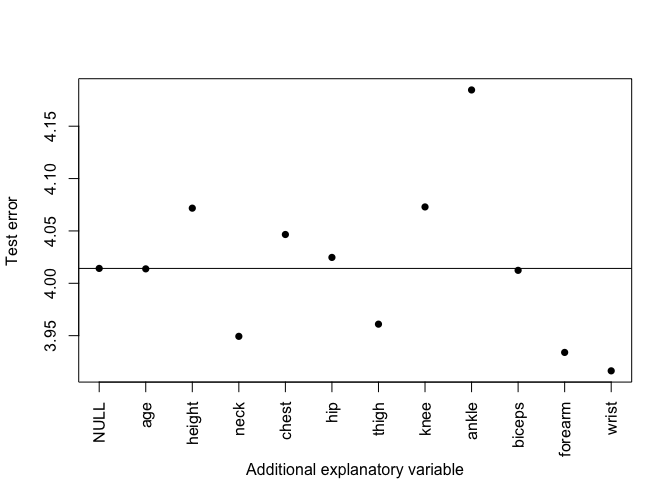 Test error
4.15
4.10
4.05
4.00
3.95
NULL
age
height
neck
chest
hip
thigh
knee
ankle
biceps
forearm
wrist
Additional explanatory variable